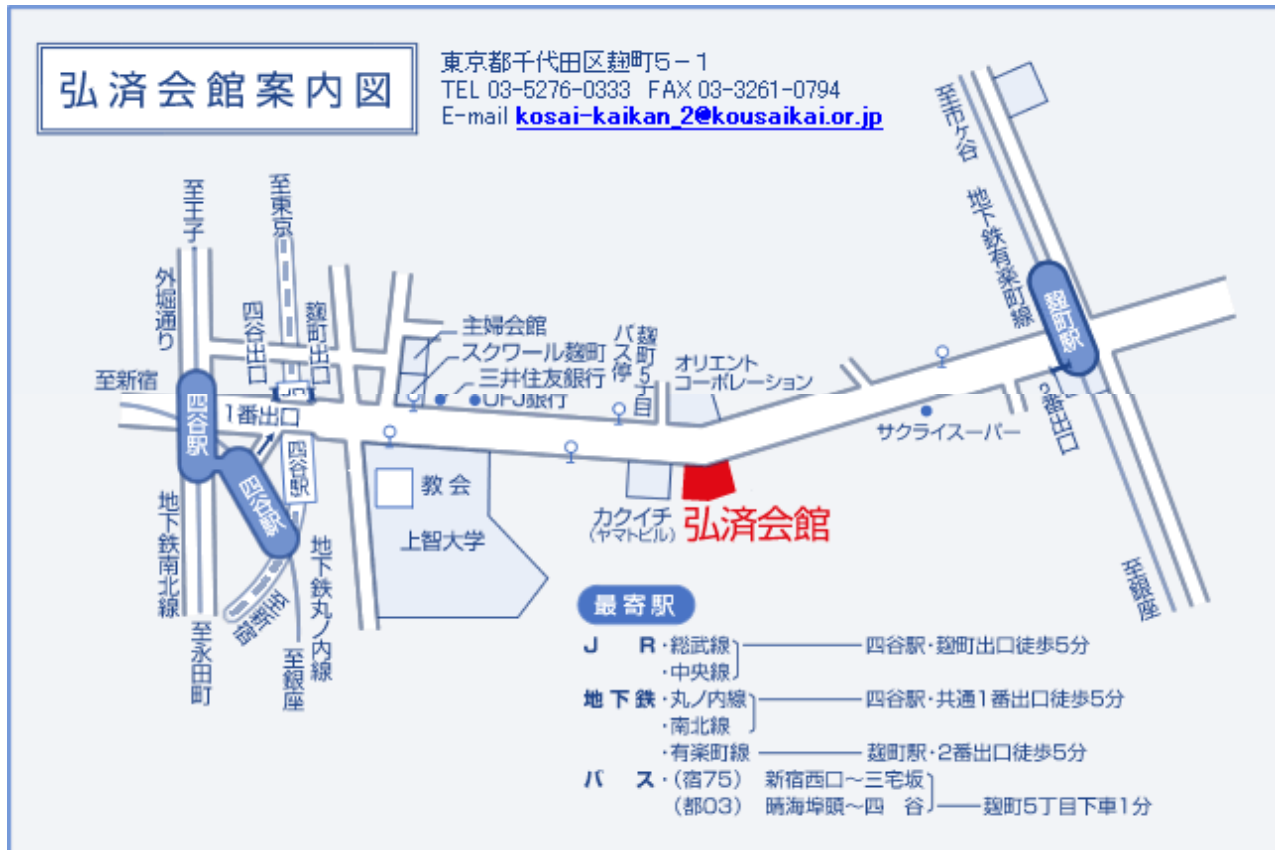 弘済会館案内図
東京都千代田区麹町5-1
TEL 03-5276-0333 FAX 03-3261-0794
E-mail kosai-kaikan_2@kousaikai.or.jp
至王子
至東京
外堀通り
四谷出口
麹町出口
至新宿
四谷駅
1番出口
四谷駅
四谷駅
地下鉄南北線
至永田町
至新宿
至銀座
地下鉄丸ノ内線
主婦会館
スクワール麹町
三井住友銀行
UFJ銀行
麹町5丁目
バス停
オリエント
コーポレーション
教会
上智大学
カクイチ
(ヤマトビル)
弘済会館
サクライスーパー
至市ケ谷
地下鉄有楽町線
麹町駅
2番出口
至銀座
最寄駅
JR ・総武線 四谷駅・麹町出口徒歩5分
・中央線
地下鉄 ・丸ノ内線 四谷駅・共通1番出口徒歩5分
・南北線
・有楽町線 麹町駅・2番出口徒歩5分
バス ・(宿75) 新宿西口〜三宅坂
(都03) 晴海埠頭〜四 谷 麹町5丁目下車1分